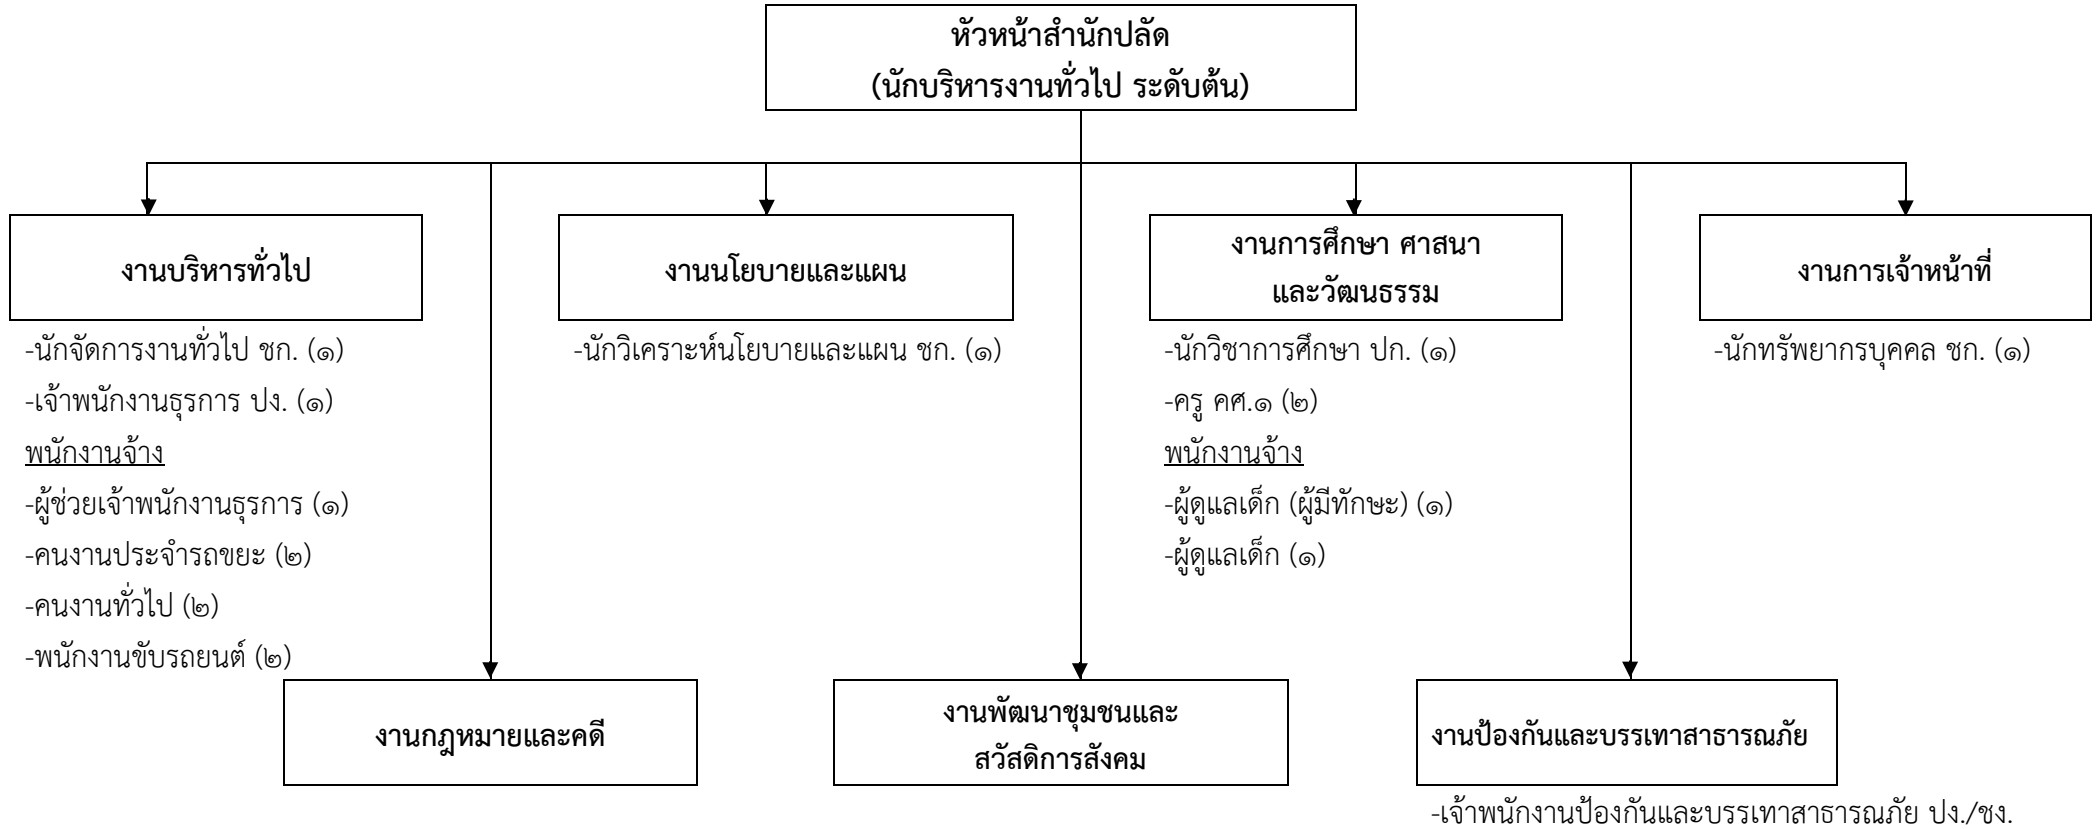 หัวหน้าสำนักปลัด
(นักบริหารงานทั่วไป ระดับต้น)
งานบริหารทั่วไป
-นักจัดการงานทั่วไป ชก. (๑)
-เจ้าพนักงานธุรการ ปง. (๑)
พนักงานจ้าง
-ผู้ช่วยเจ้าพนักงานธุรการ (๑)
-คนงานประจำรถขยะ (๒)
-คนงานทั่วไป (๒)
-พนักงานขับรถยนต์ (๒)
งานนโยบายและแผน
-นักวิเคราะห์นโยบายและแผน ชก. (๑)
งานการศึกษา ศาสนา
และวัฒนธรรม
-นักวิชาการศึกษา ปก. (๑)
-ครู คศ.๑ (๒)
พนักงานจ้าง
-ผู้ดูแลเด็ก (ผู้มีทักษะ) (๑)
-ผู้ดูแลเด็ก (๑)
งานการเจ้าหน้าที่
-นักทรัพยากรบุคคล ชก. (๑)
งานกฎหมายและคดี
งานพัฒนาชุมชนและ
สวัสดิการสังคม
งานป้องกันและบรรเทาสาธารณภัย
-เจ้าพนักงานป้องกันและบรรเทาสาธารณภัย ปง./ชง.